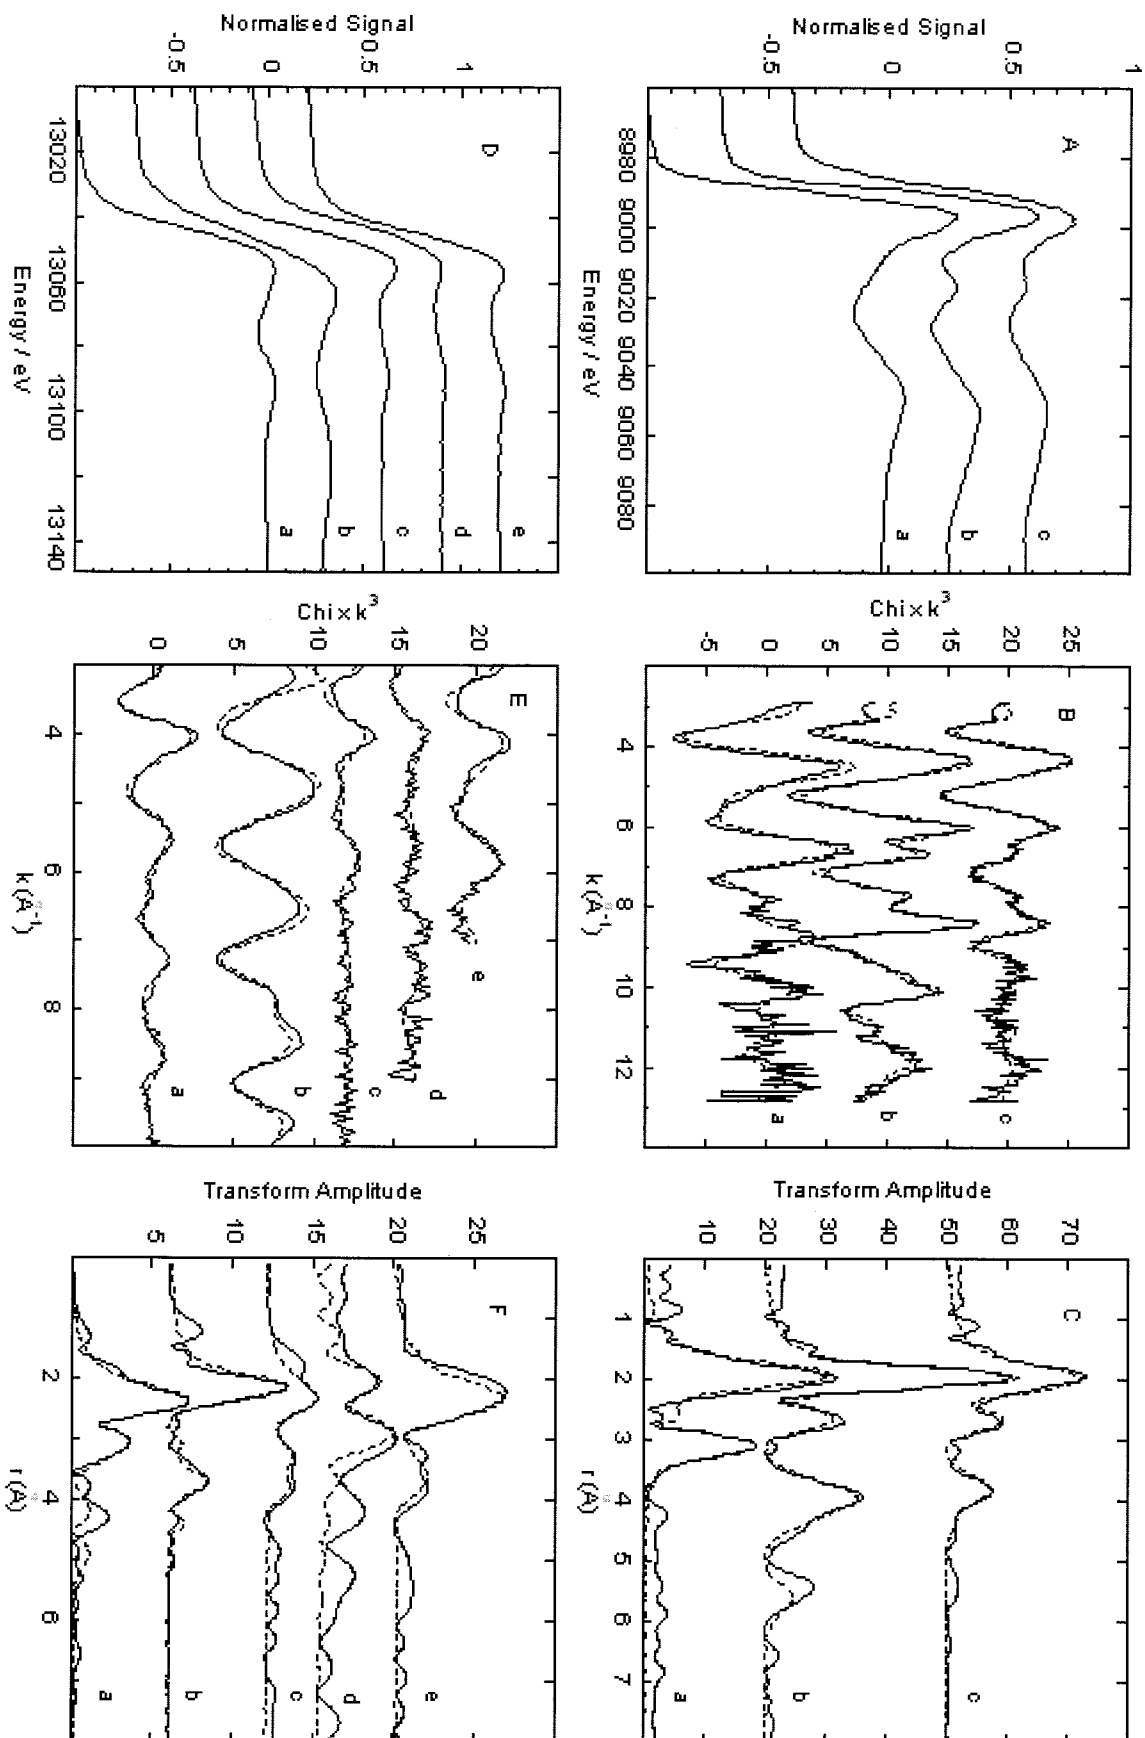 A
Normalised Signal
-0.5
0
0.5
1
8980
9000
9020
9040
9060
9080
Energy / eV
a
b
c
B
Chi x k³
-5
0
5
10
15
20
25
4
6
8
10
12
k (Å⁻¹)
a
b
c
C
Transform Amplitude
10
20
30
40
50
60
70
1
2
3
4
5
6
7
r (Å)
a
b
c
D
Normalised Signal
-0.5
0
0.5
1
13020
13060
13100
13140
Energy / eV
a
b
c
d
e
E
Chi x k³
0
5
10
15
20
4
6
8
k (Å⁻¹)
a
b
c
d
e
F
Transform Amplitude
5
10
15
20
25
2
4
6
r (Å)
a
b
c
d
e